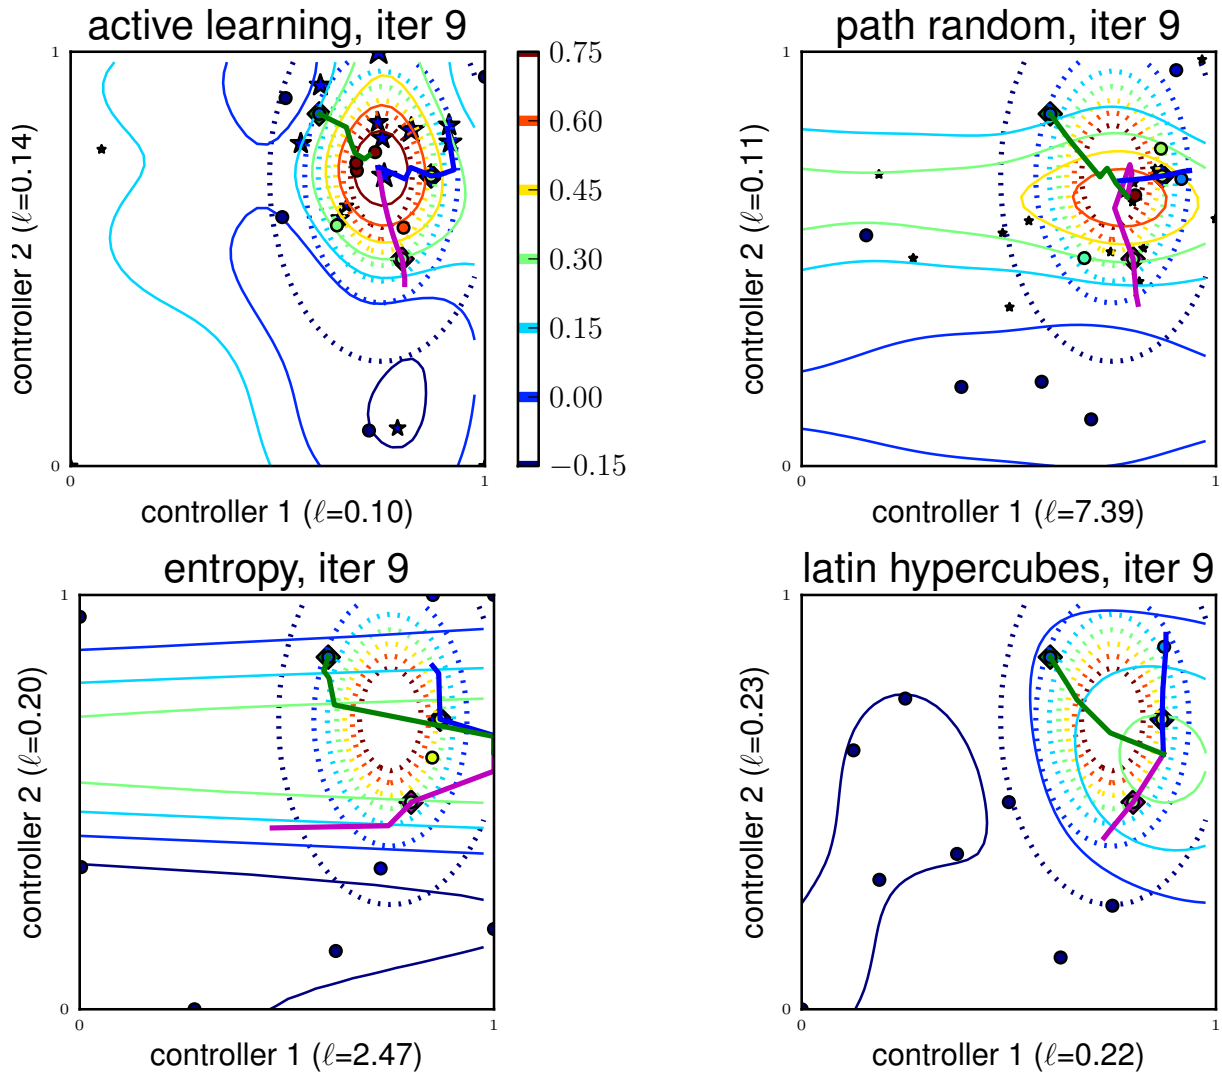 active learning, iter 9
1
0
0
1
controller 2 (ℓ=0.14)
controller 1 (ℓ=0.10)
0.75
0.60
0.45
0.30
0.15
0.00
−0.15
path random, iter 9
1
0
0
1
controller 2 (ℓ=0.11)
controller 1 (ℓ=7.39)
entropy, iter 9
1
0
0
1
controller 2 (ℓ=0.20)
controller 1 (ℓ=2.47)
latin hypercubes, iter 9
1
0
0
1
controller 2 (ℓ=0.23)
controller 1 (ℓ=0.22)